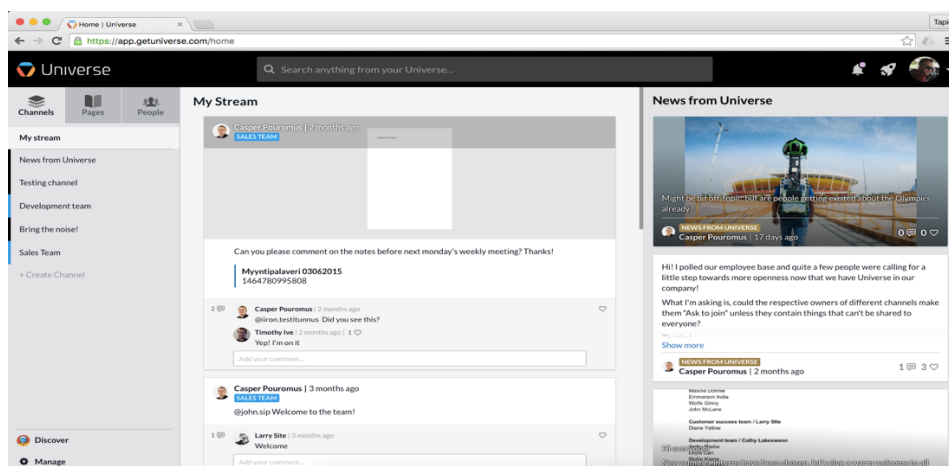 Home | Universe
Tapi
https://app.getuniverse.com/home
Universe
Search anything from your Universe...
Channels
Pages
People
My stream
News from Universe
Testing channel
Development team
Bring the noise!
Sales Team
+ Create Channel
Discover
Manage
My Stream
Casper Pouromus | 2 months ago
SALES TEAM
Can you please comment on the notes before next monday's weekly meeting? Thanks!
Myyntipalaveri 03062015
1464780995808
2
Casper Pouromus | 2 months ago
@iiron.testitunnus Did you see this?
Timothy Ive | 2 months ago | 1
Yep! I'm on it
Add your comment...
Casper Pouromus | 3 months ago
SALES TEAM
@john.sip Welcome to the team!
1
Larry Site | 3 months ago
Welcome
Add your comment...
News from Universe
Might be bit off-topic, but are people getting excited about the Olympics
already?
NEWS FROM UNIVERSE
Casper Pouromus | 17 days ago
0 0
Hi! I polled our employee base and quite a few people were calling for a
little step towards more openness now that we have Universe in our
company!
What I'm asking is, could the respective owners of different channels make
them "Ask to join" unless they contain things that can't be shared to
everyone?
Show more
NEWS FROM UNIVERSE
Casper Pouromus | 2 months ago
1 3
Emmerson India
Wolfe Ginny
John McLane
Customer success team / Larry Site
Diane Yallow
Development team / Cathy Lakeswann